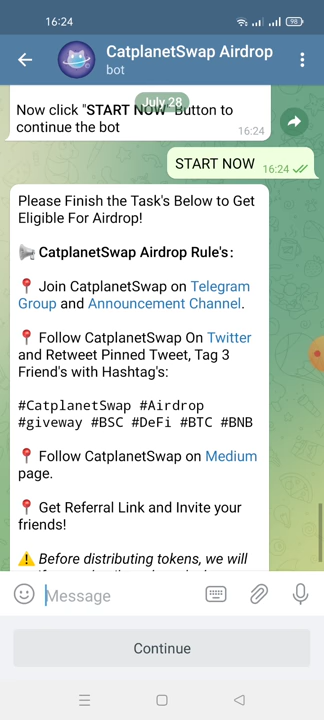 16:24
98
CatplanetSwap Airdrop
bot
July 28
Now click "START NOW" Button to
continue the bot
16:24
START NOW
16:24
Please Finish the Task's Below to Get
Eligible For Airdrop!
CatplanetSwap Airdrop Rule's:
Join CatplanetSwap on Telegram
Group and Announcement Channel.
Follow CatplanetSwap On Twitter
and Retweet Pinned Tweet, Tag 3
Friend's with Hashtag's:
#CatplanetSwap #Airdrop
#giveway #BSC #DeFi #BTC #BNB
Follow CatplanetSwap on Medium
page.
Get Referral Link and Invite your
friends!
Before distributing tokens, we will
Message
Continue